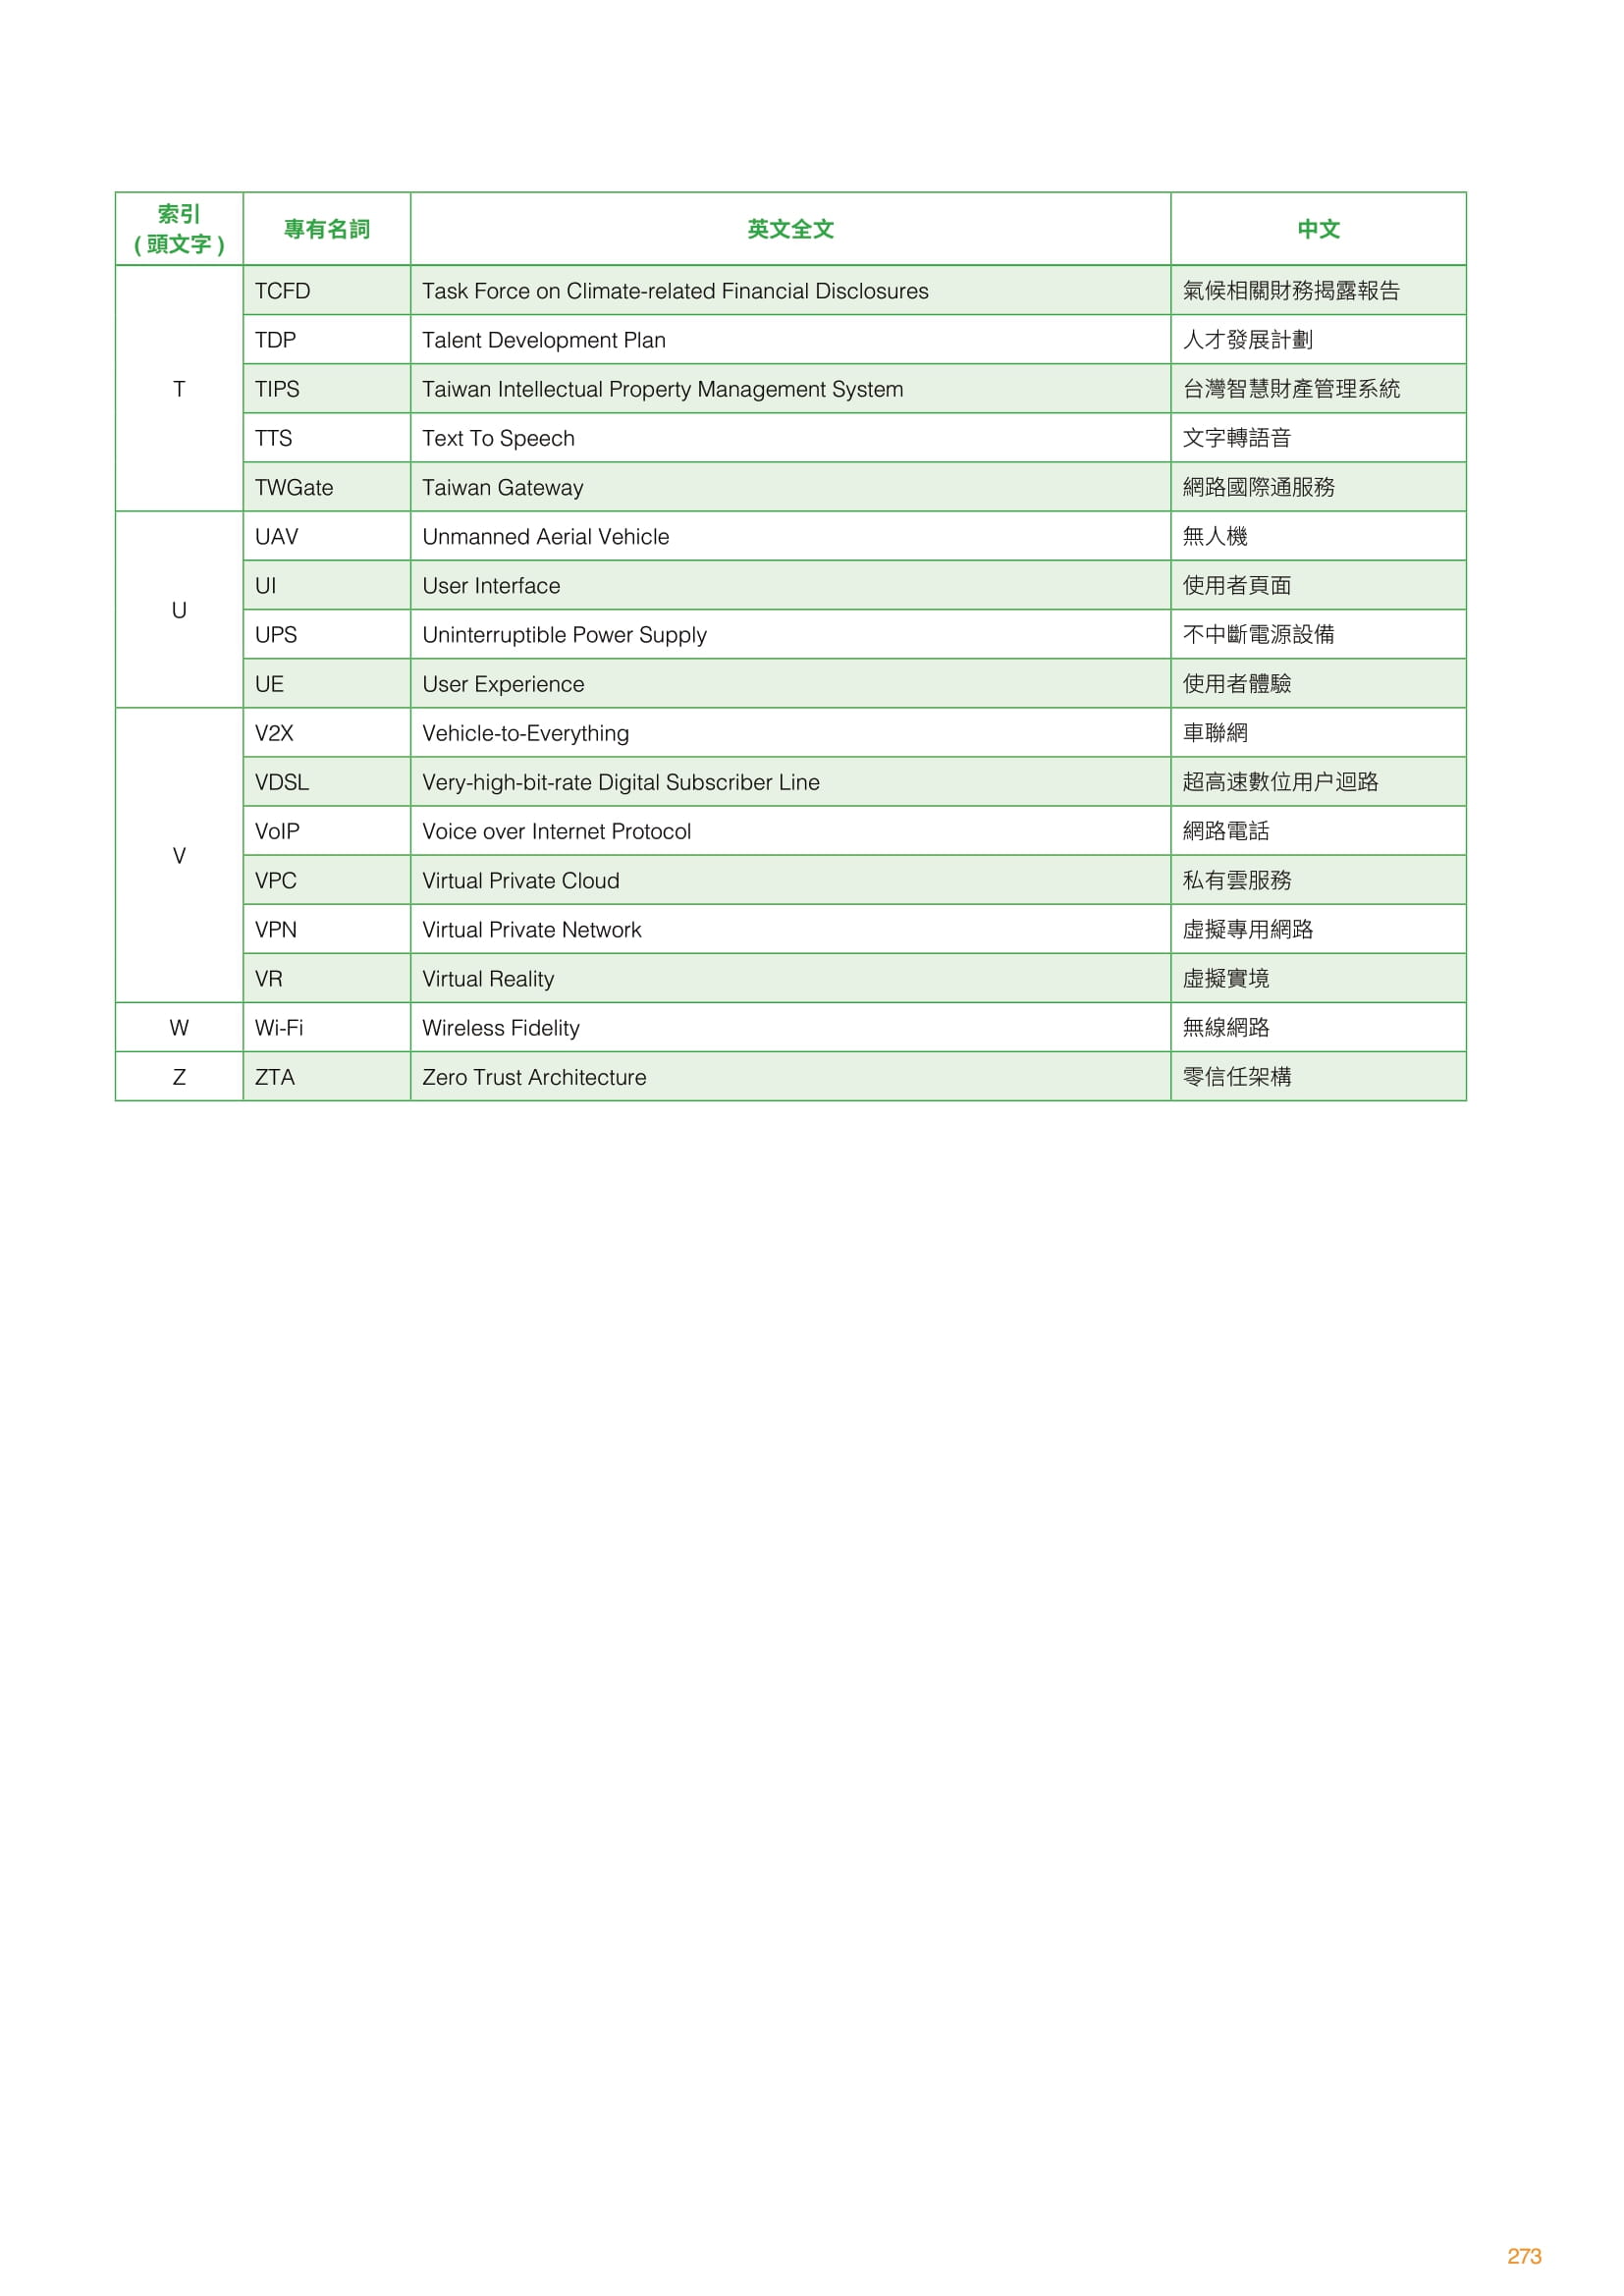 索引
( 頭文字 ) 專有名詞 英文全文 中文
T
TCFD Task Force on Climate-related Financial Disclosures 氣候相關財務揭露報告
TDP Talent Development Plan 人才發展計劃
TIPS Taiwan Intellectual Property Management System 台灣智慧財產管理系統
TTS Text To Speech 文字轉語音
TWGate Taiwan Gateway 網路國際通服務
U
UAV Unmanned Aerial Vehicle 無人機
UI User Interface 使用者頁面
UPS Uninterruptible Power Supply 不中斷電源設備
UE User Experience 使用者體驗
V
V2X Vehicle-to-Everything 車聯網
VDSL Very-high-bit-rate Digital Subscriber Line 超高速數位用户迴路
VoIP Voice over Internet Protocol 網路電話
VPC Virtual Private Cloud 私有雲服務
VPN Virtual Private Network 虛擬專用網路
VR Virtual Reality 虛擬實境
W Wi-Fi Wireless Fidelity 無線網路
Z ZTA Zero Trust Architecture 零信任架構
273